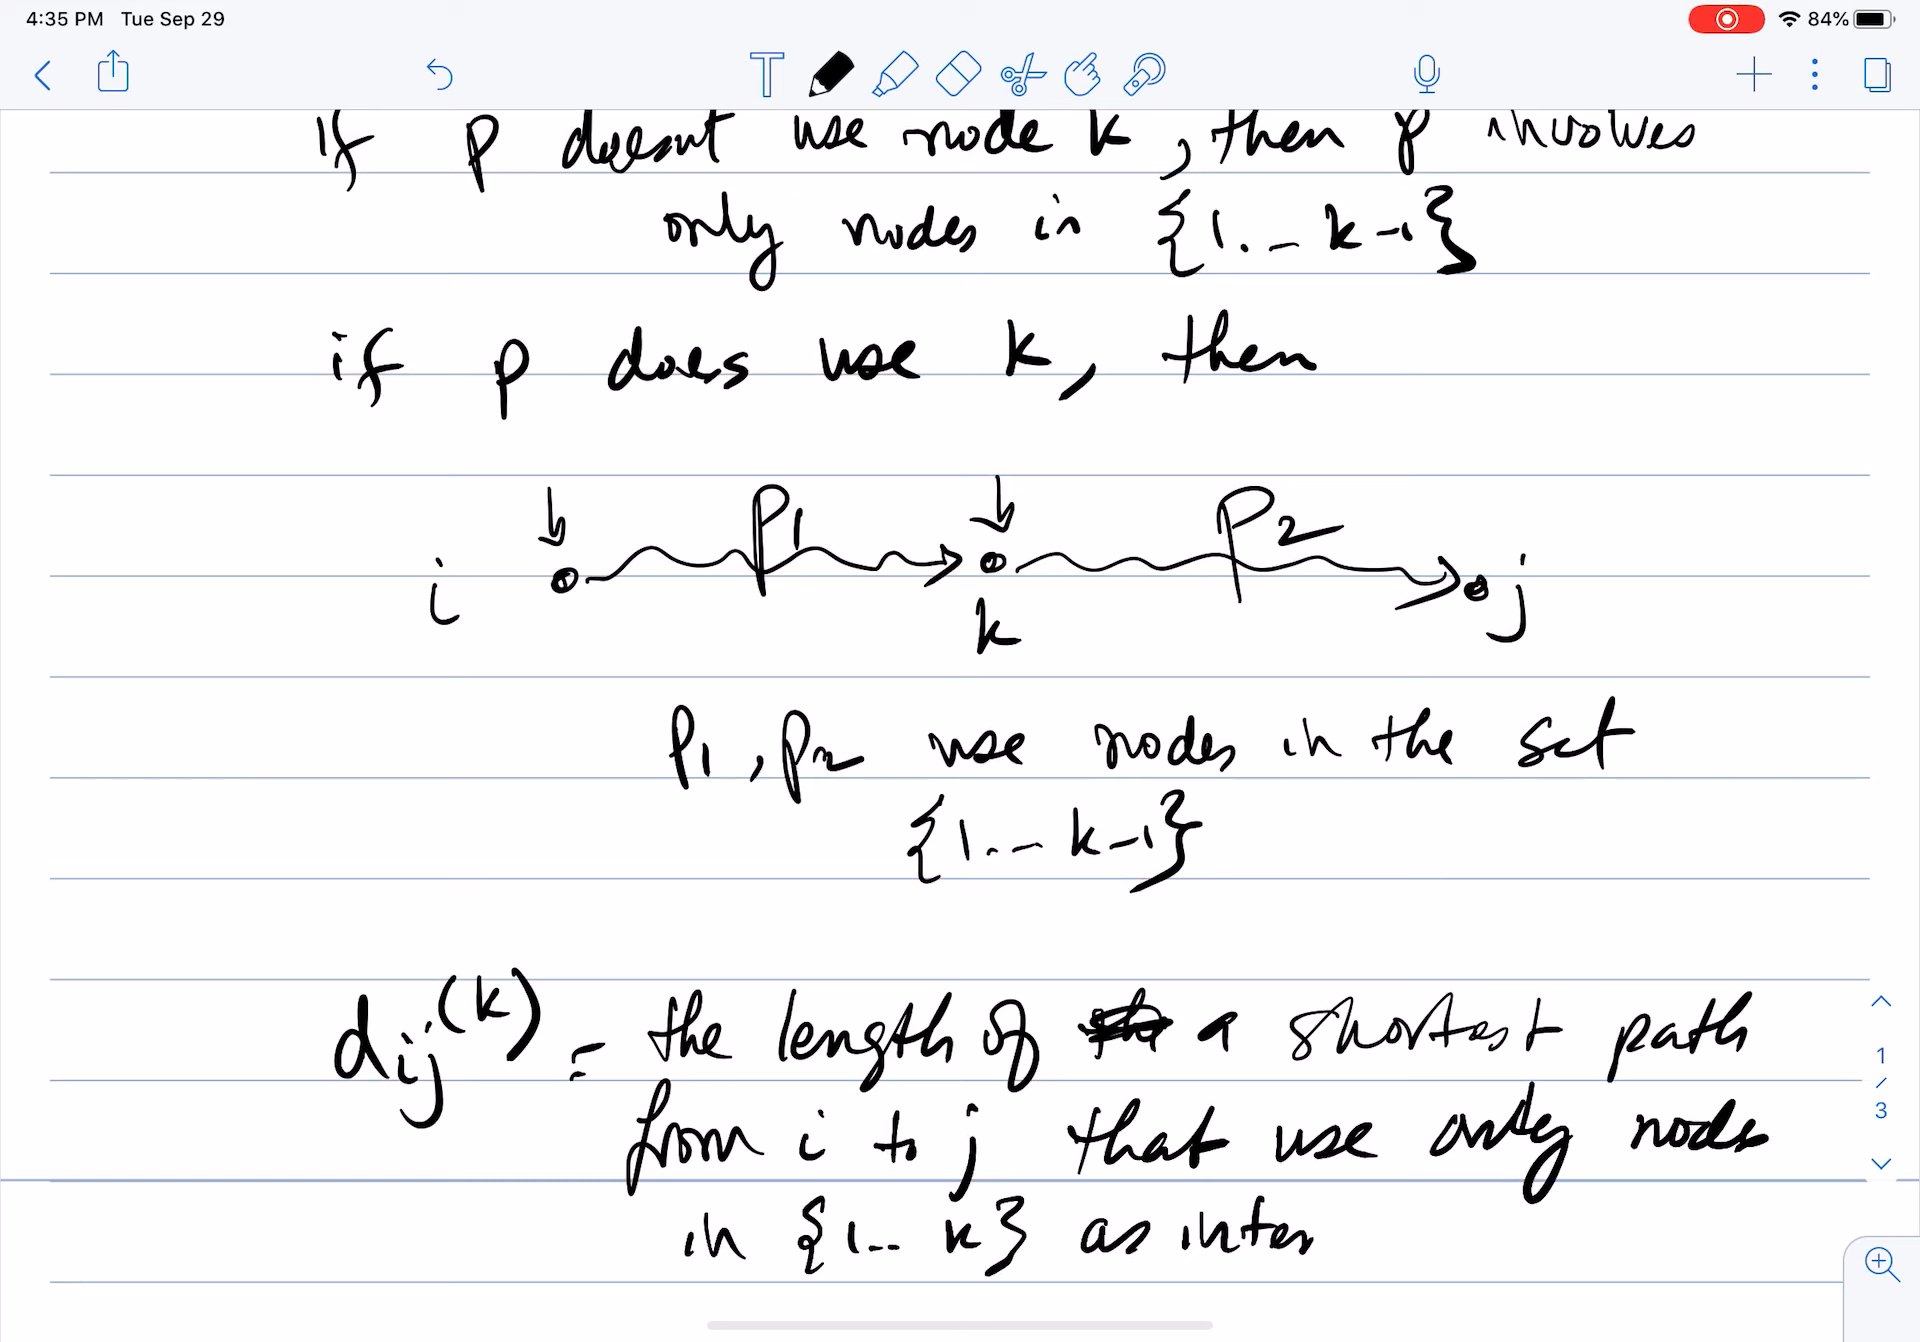 4:35 PM Tue Sep 29
84%
T
if p doesnt use node k, then p involves
only nodes in {1.. k-1}
if p does use k, then
P1 P2
i k j
P1, P2 use nodes in the set
{1... k-1}
dij(k) = the length of a shortest path
1
from i to j that use only nodes
3
in {1.. k} as inter